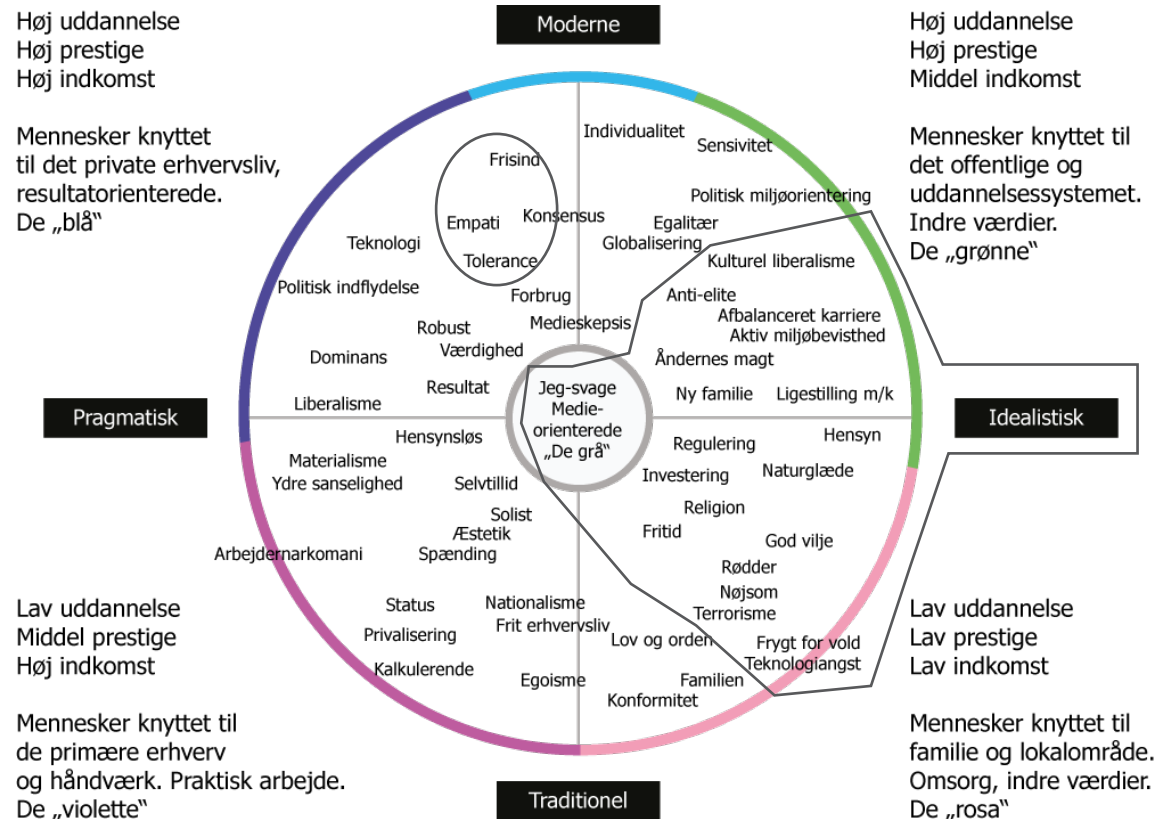 Høj uddannelse
Høj prestige
Høj indkomst
Mennesker knyttet
til det private erhvervsliv,
resultatorienterede.
De „blå“
Moderne
Høj uddannelse
Høj prestige
Middel indkomst
Mennesker knyttet til
det offentlige og
uddannelsessystemet.
Indre værdier.
De „grønne“
Frisind
Empati
Konsensus
Teknologi
Tolerance
Politisk indflydelse
Forbrug
Robust
Medieskepsis
Værdighed
Dominans
Resultat
Liberalisme
Individualitet
Sensivitet
Politisk miljøorientering
Egalitær
Globalisering
Kulturel liberalisme
Anti-elite
Afbalanceret karriere
Aktiv miljøbevisthed
Åndernes magt
Ny familie
Ligestilling m/k
Pragmatisk
Jeg-svage
Medie-
orienterede
„De grå“
Idealistisk
Hensynsløs
Materialisme
Ydre sanselighed
Selvtillid
Solist
Æstetik
Spænding
Arbejdernarkomani
Status
Nationalisme
Frit erhvervsliv
Privalisering
Kalkulerende
Egoisme
Hensyn
Regulering
Naturglæde
Investering
Religion
Fritid
God vilje
Rødder
Nøjsom
Terrorisme
Lov og orden
Frygt for vold
Teknologiangst
Familien
Konformitet
Lav uddannelse
Middel prestige
Høj indkomst
Mennesker knyttet til
de primære erhverv
og håndværk. Praktisk arbejde.
De „violette“
Traditionel
Lav uddannelse
Lav prestige
Lav indkomst
Mennesker knyttet til
familie og lokalområde.
Omsorg, indre værdier.
De „rosa“